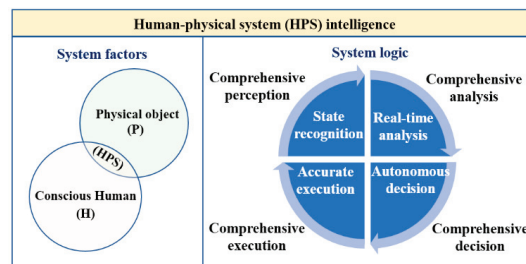 Human-physical system (HPS) intelligence
System factors
Physical object
(P)
(HPS)
Conscious Human
(H)
System logic
Comprehensive
perception
Comprehensive
analysis
State
recognition
Real-time
analysis
Accurate
execution
Autonomous
decision
Comprehensive
execution
Comprehensive
decision